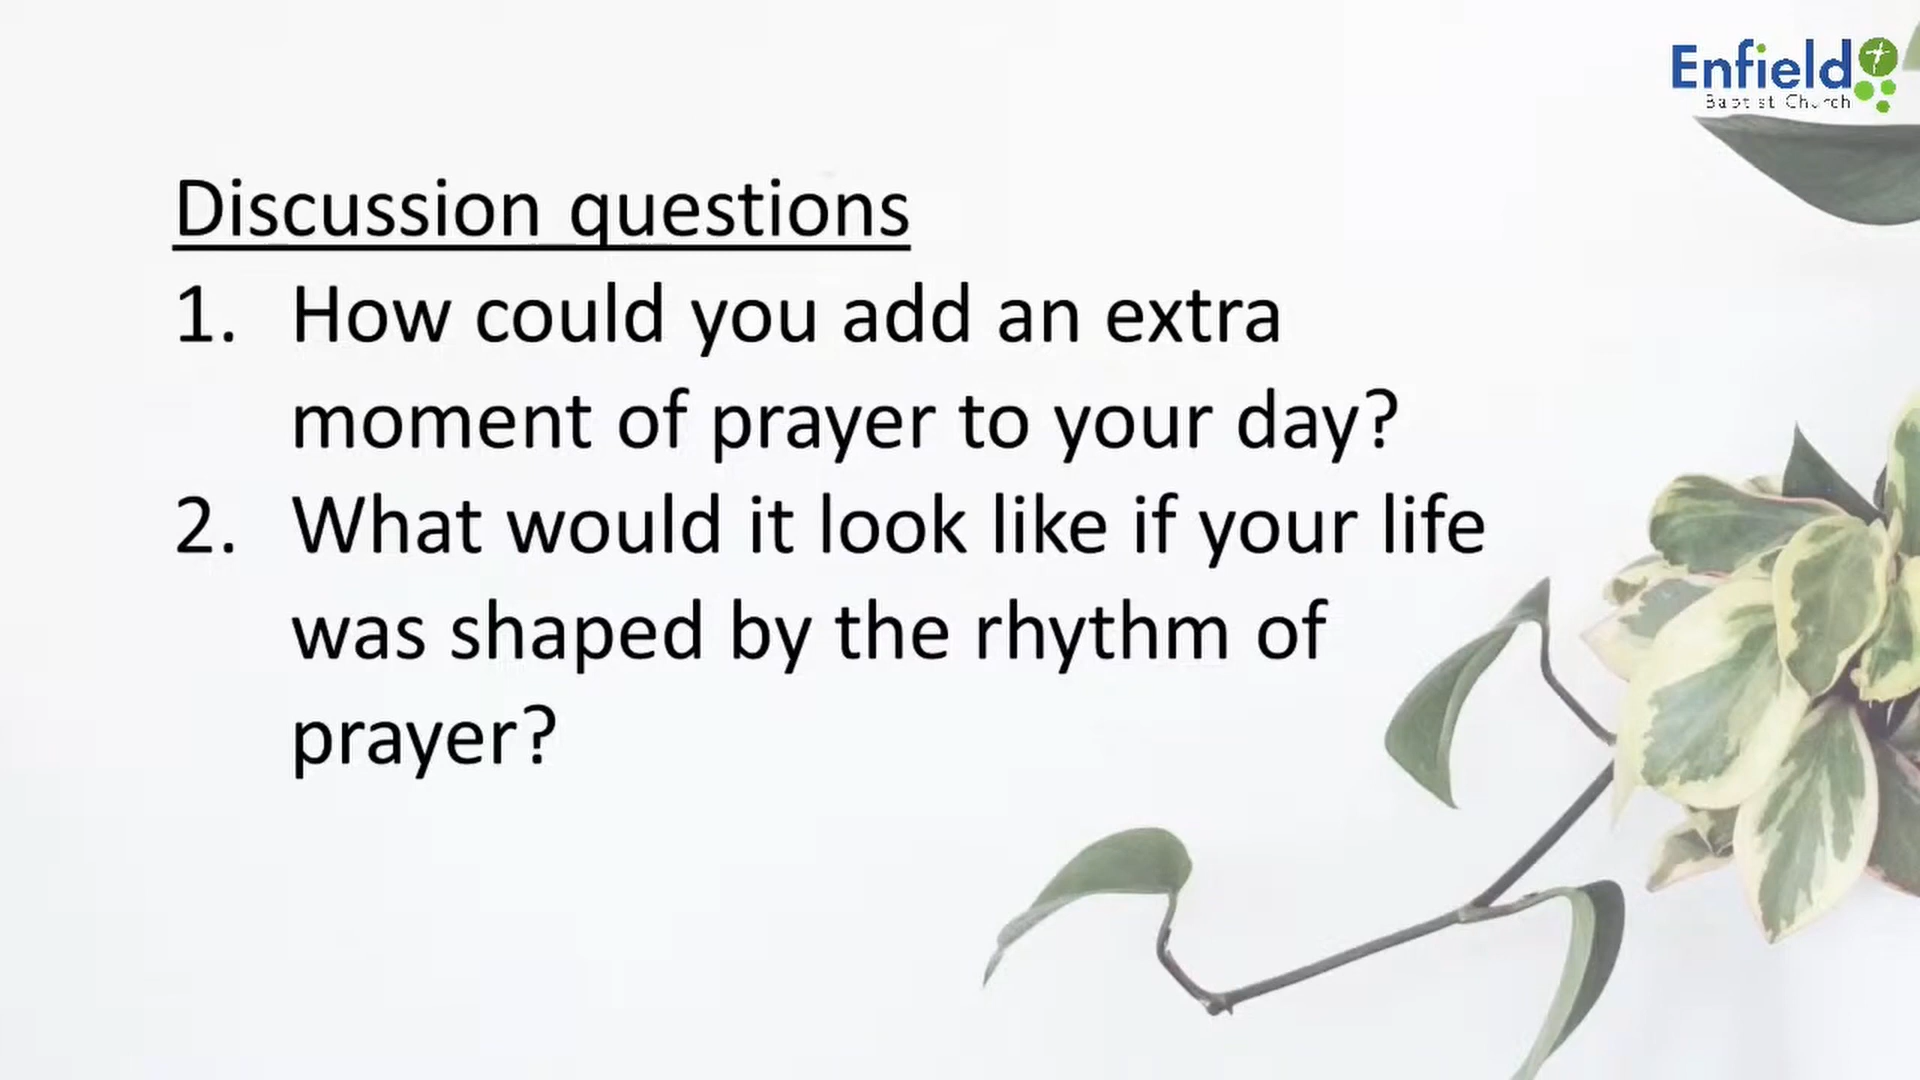 Enfield
Baptist Church
Discussion questions
1. How could you add an extra
moment of prayer to your day?
2. What would it look like if your life
was shaped by the rhythm of
prayer?